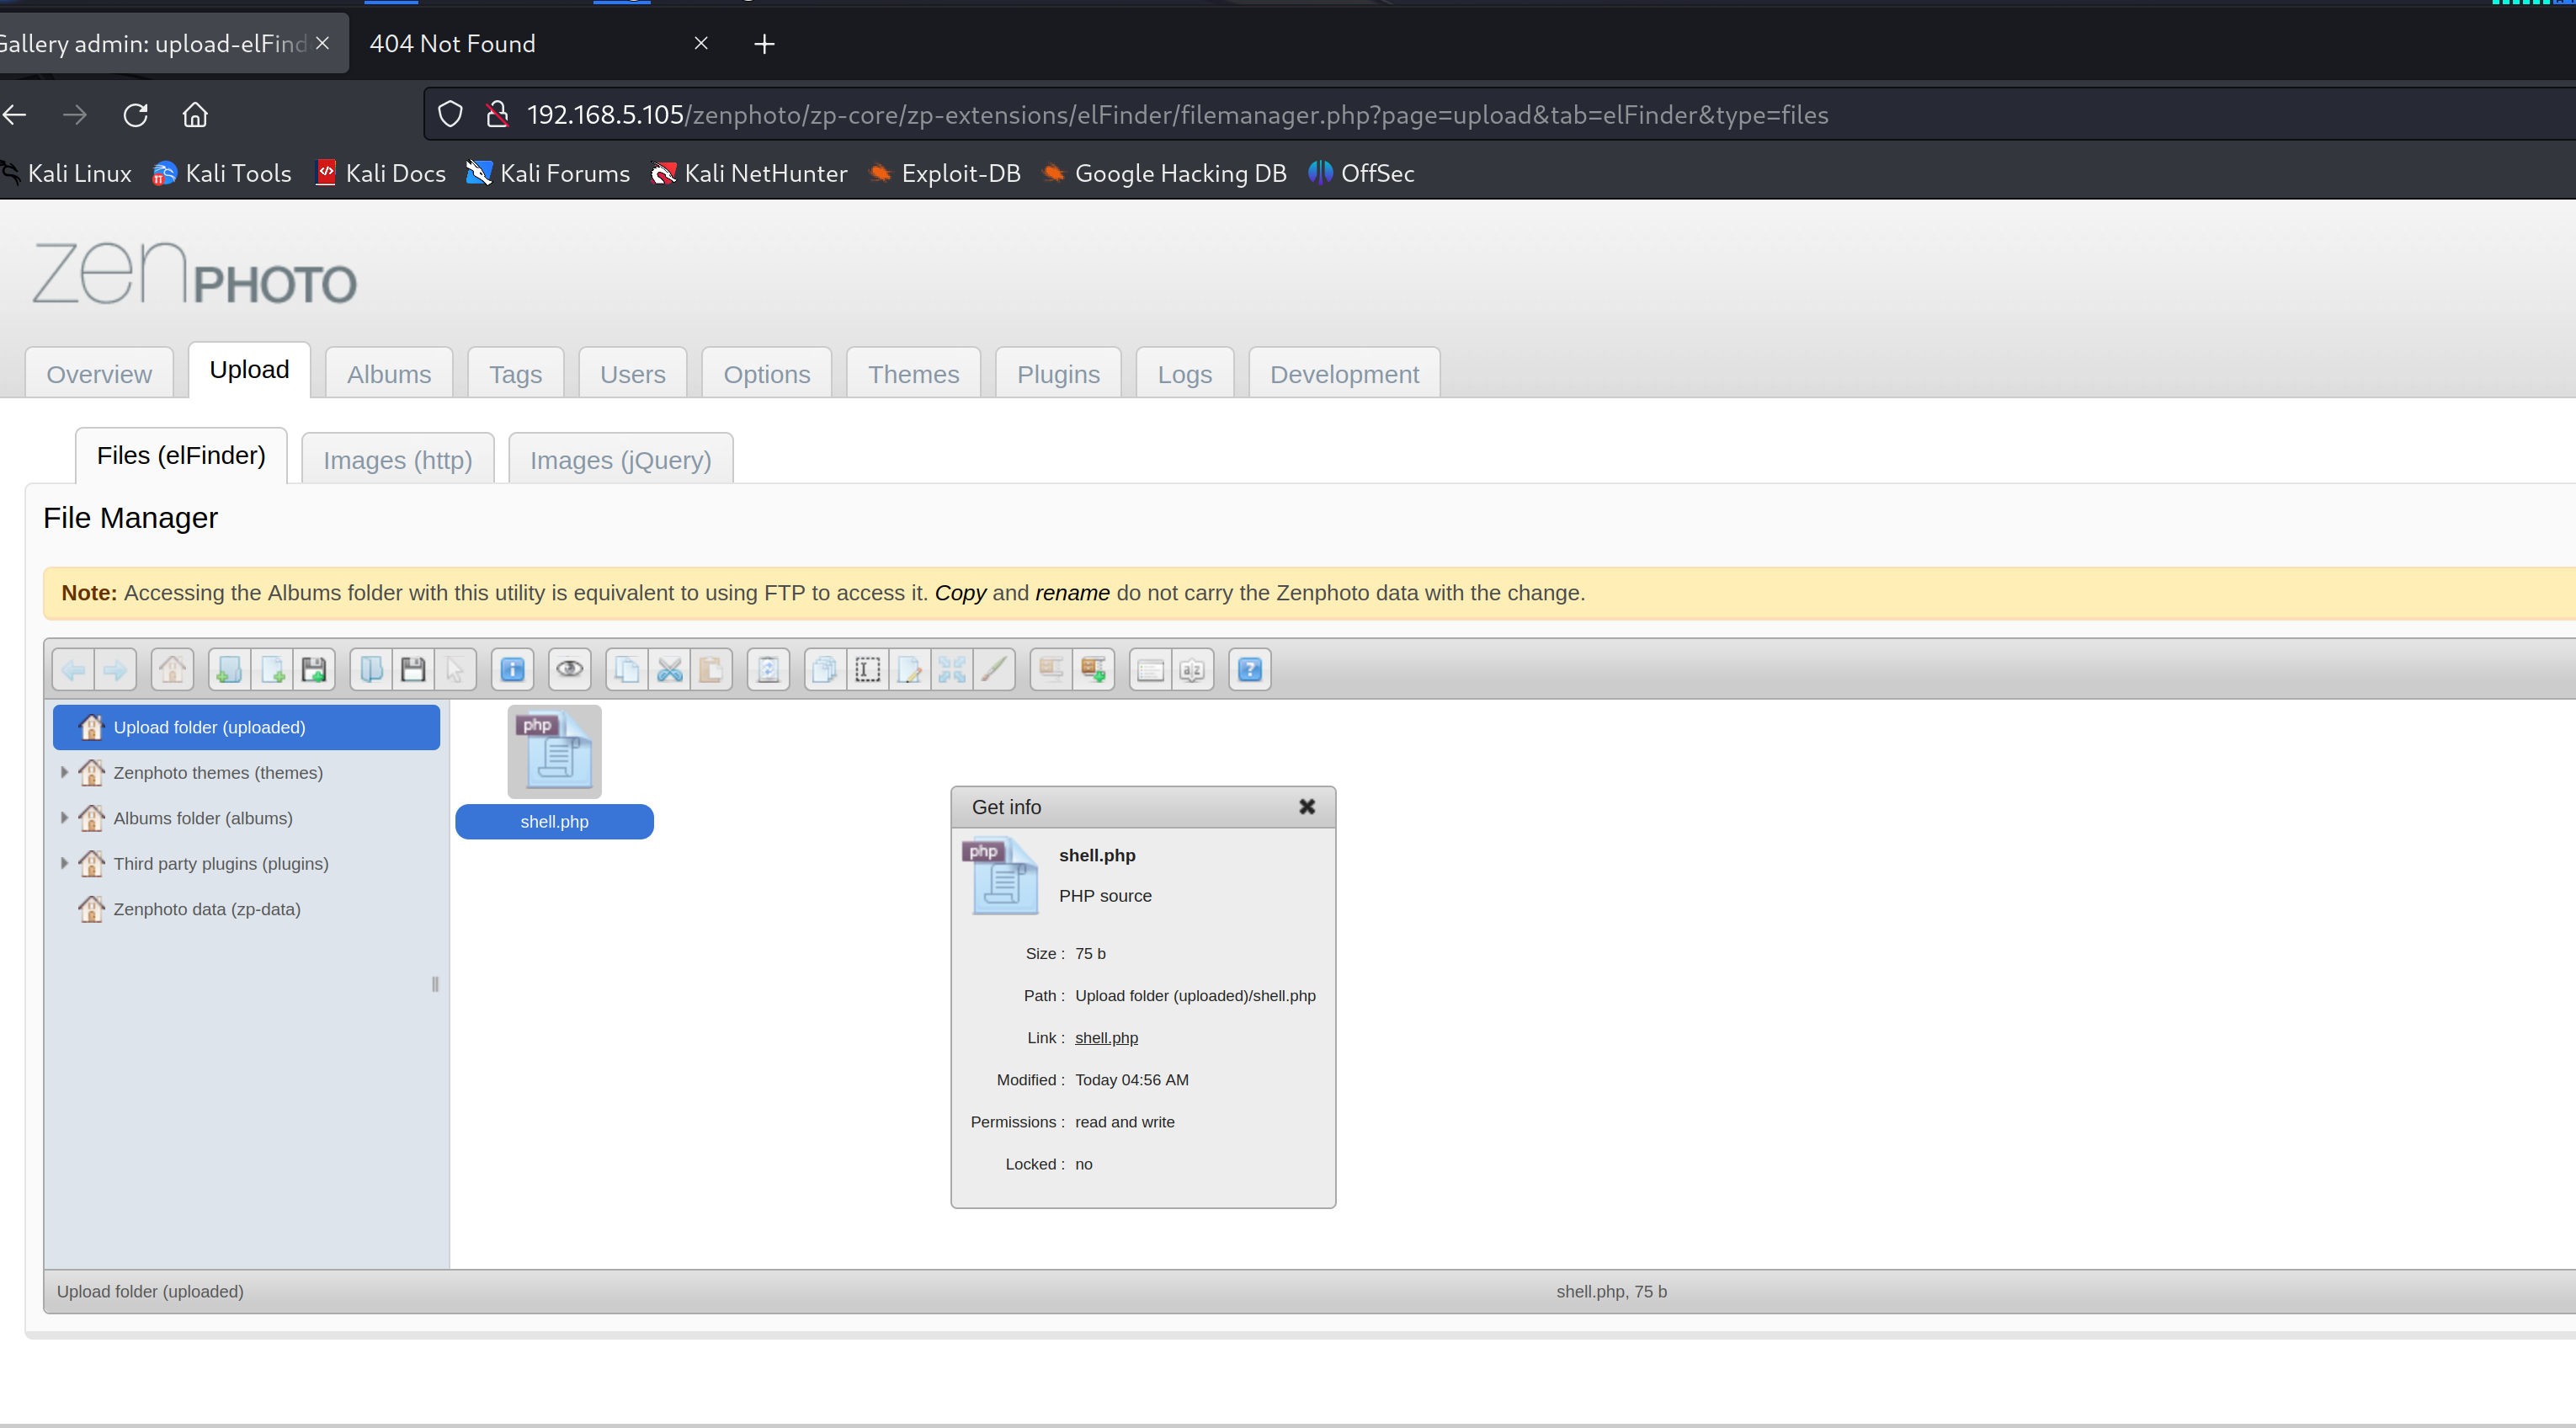 Gallery admin: upload-elFind
404 Not Found
192.168.5.105/zenphoto/zp-core/zp-extensions/elFinder/filemanager.php?page=upload&tab=elFinder&type=files
Kali Linux Kali Tools Kali Docs Kali Forums Kali NetHunter Exploit-DB Google Hacking DB OffSec
zenPHOTO
Overview Upload Albums Tags Users Options Themes Plugins Logs Development
Files (elFinder) Images (http) Images (jQuery)
File Manager
Note: Accessing the Albums folder with this utility is equivalent to using FTP to access it. Copy and rename do not carry the Zenphoto data with the change.
Upload folder (uploaded)
Zenphoto themes (themes)
Albums folder (albums)
Third party plugins (plugins)
Zenphoto data (zp-data)
php
shell.php
Get info
php
shell.php
PHP source
Size : 75 b
Path : Upload folder (uploaded)/shell.php
Link : shell.php
Modified : Today 04:56 AM
Permissions : read and write
Locked : no
Upload folder (uploaded)
shell.php, 75 b